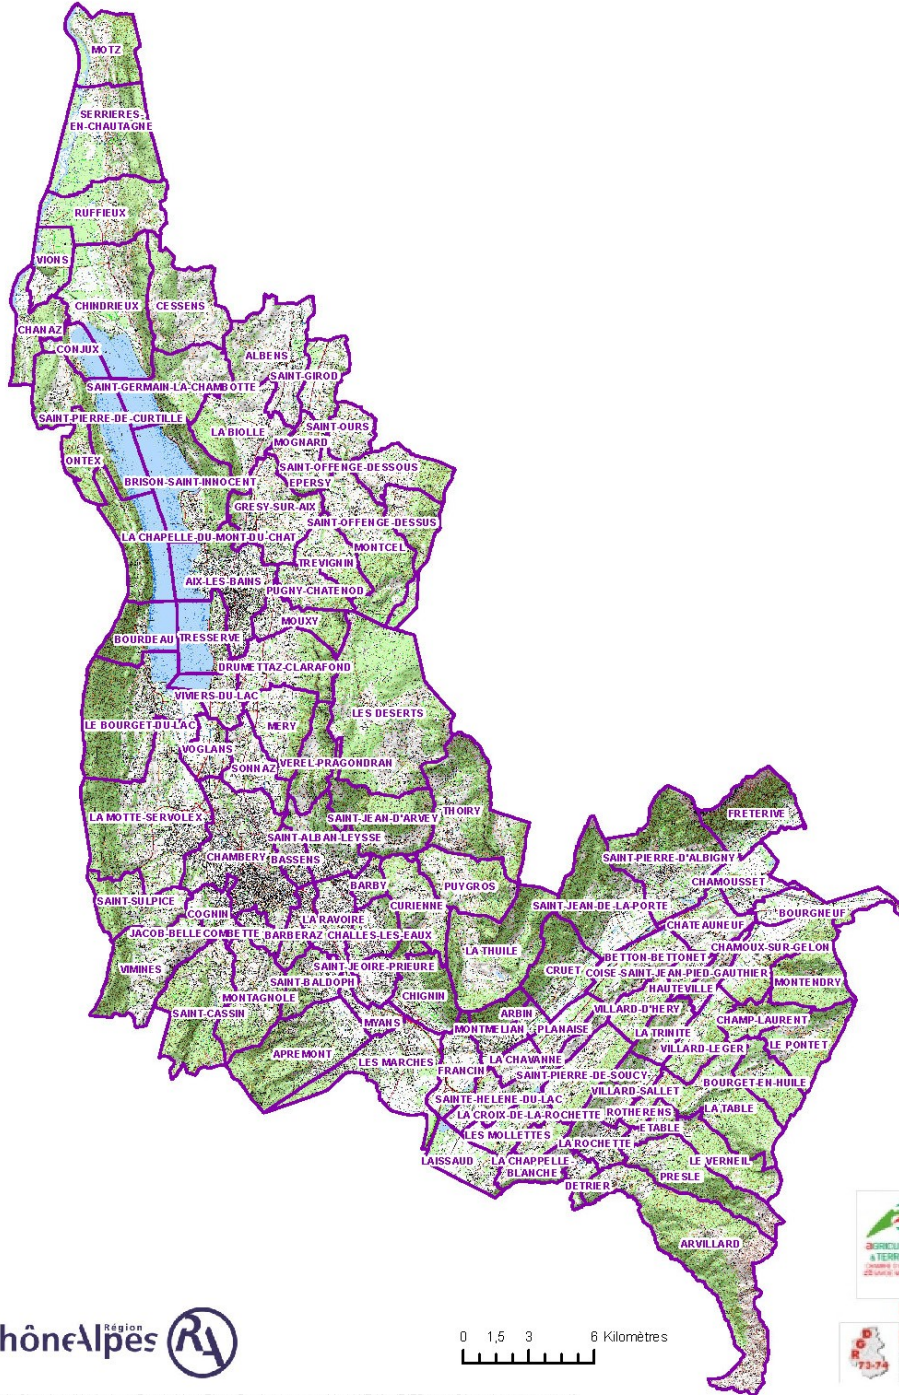 MOTZ
SERRIERES-
EN-CHAUTAGNE
RUFFIEUX
VIONS
CHINDRIEUX
CESSENS
CHANAZ
CONJUX
ALBENS
SAINT-GIROD
SAINT-GERMAIN-LA-CHAMBOTTE
SAINT-PIERRE-DE-CURTILLE
LA BIOLLE
SAINT-OURS
MOGNARD
ONTEX
SAINT-OFFENGE-DESSOUS
BRISON-SAINT-INNOCENT
EPERSY
GRESY-SUR-AIX
SAINT-OFFENGE-DESSUS
LA CHAPELLE-DU-MONT-DU-CHAT
MONTCEL
TREVIGNIN
AIX-LES-BAINS
PUGNY-CHATENOD
MOUXY
BOURDEAU
TRESSERVE
DRUMETTAZ-CLARAFOND
VIVIERS-DU-LAC
LES DESERTS
LE BOURGET-DU-LAC
MERY
VOGLANS
SONNAZ
VEREL-PRAGONDRAN
THOIRY
FRETERIVE
LA MOTTE-SERVOLEX
SAINT-JEAN-D'ARVEY
SAINT-ALBAN-LEYSSE
CHAMBERY
BASSENS
SAINT-PIERRE-D'ALBIGNY
CHAMOUSSET
BARBY
PUYGROS
SAINT-SULPICE
CURIENNE
SAINT-JEAN-DE-LA-PORTE
COGNIN
LA RAVOIRE
BOURGNEUF
CHATEAUNEUF
JACOB-BELLECOMBETTE
BARBERAZ
CHALLES-LES-EAUX
LA THUILE
CHAMOUX-SUR-GELON
BETTON-BETTONET
VIMINES
SAINT-JEOIRE-PRIEURE
CRUET
COISE-SAINT-JEAN-PIED-GAUTHIER
SAINT-BALDOPH
MONTENDRY
HAUTEVILLE
MONTAGNOLE
CHIGNIN
SAINT-CASSIN
ARBIN
VILLARD-D'HERY
CHAMP-LAURENT
MYANS
MONTMELIAN
PLANAISE
LA TRINITE
LE PONTET
VILLARD-LEGER
APREMONT
LES MARCHES
LA CHAVANNE
FRANCIN
SAINT-PIERRE-DE-SOUCY
BOURGET-EN-HUILE
VILLARD-SALLET
SAINTE-HELENE-DU-LAC
LA TABLE
LA CROIX-DE-LA-ROCHETTE
ROTHERENS
ETABLE
LES MOLLETTES
LA ROCHETTE
LAISSAUD
LA CHAPPELLE-
BLANCHE
LE VERNEIL
PRESLE
DETRIER
ARVILLARD
Région
hôneAlpes
RA
0 1,5 3 6 Kilomètres
& TERR
R G D
73-74